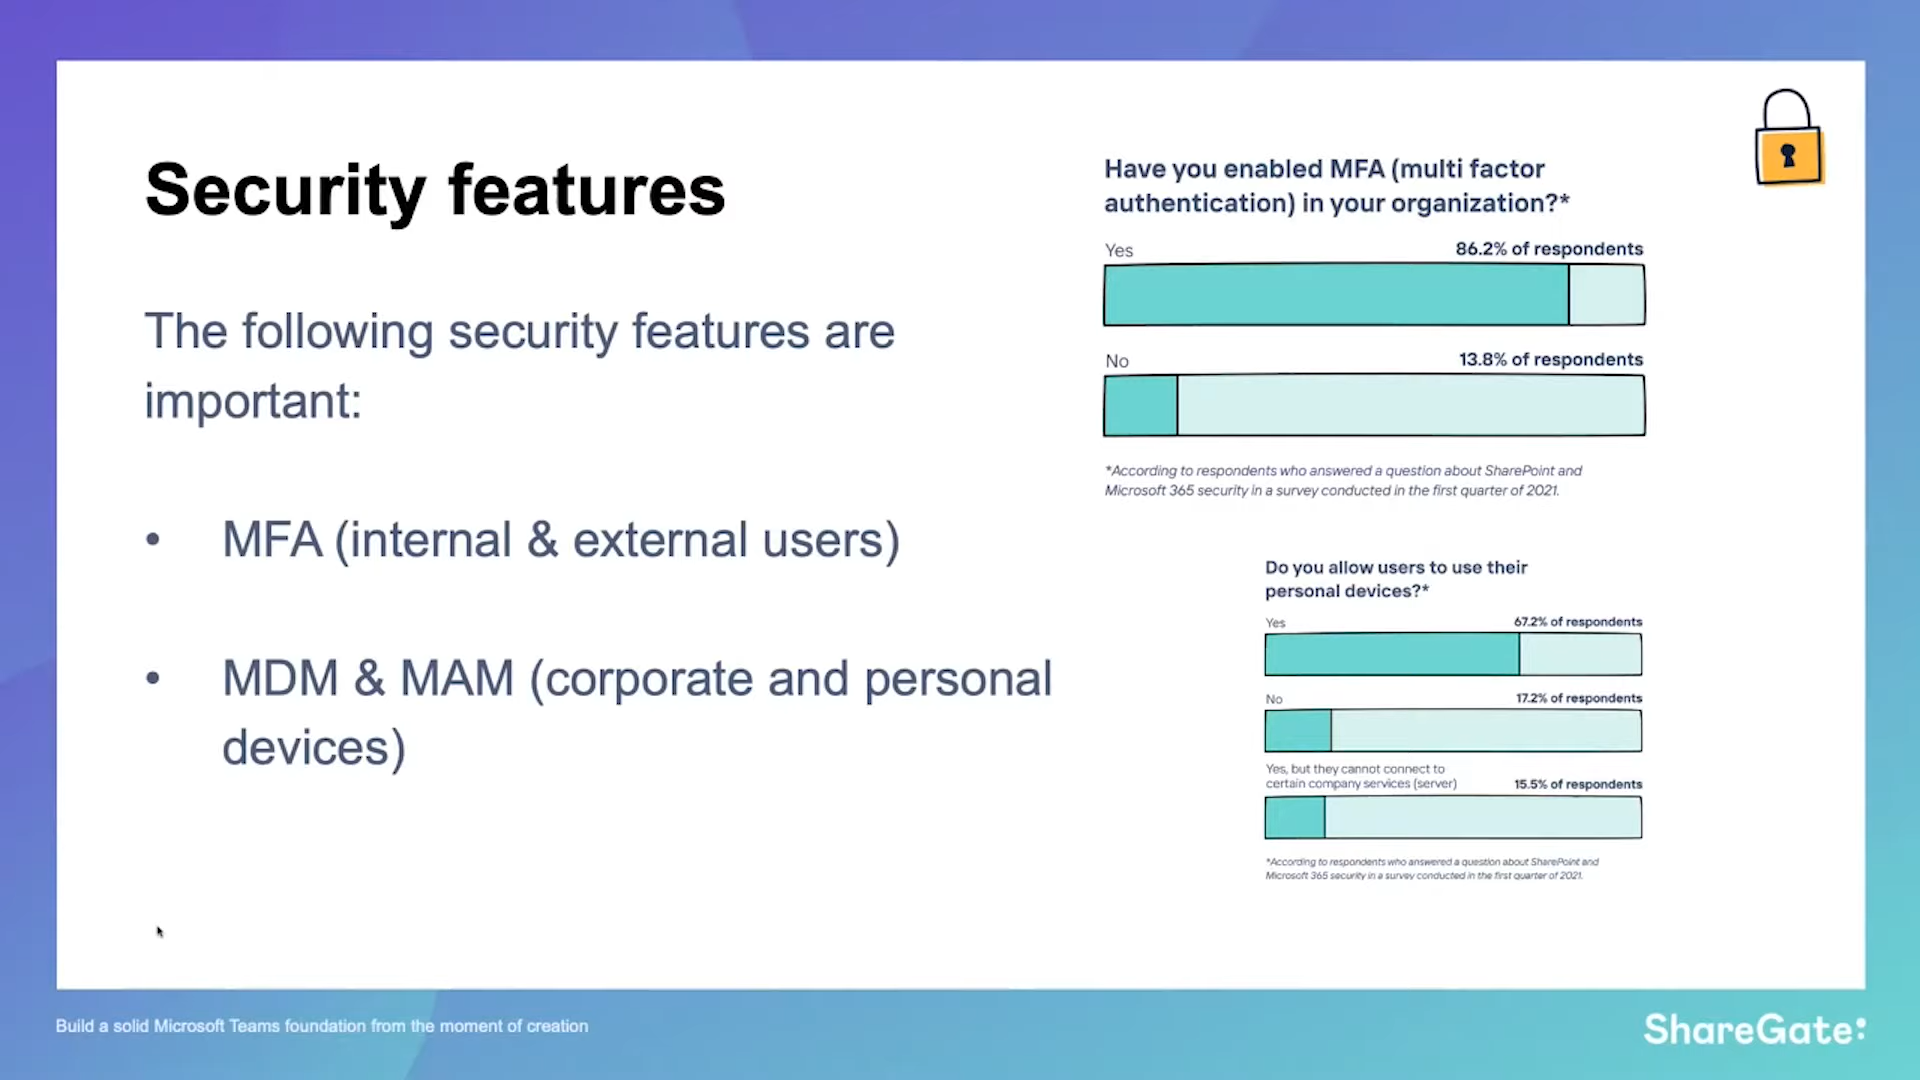 Security features
The following security features are
important:
• MFA (internal & external users)
• MDM & MAM (corporate and personal
devices)
Have you enabled MFA (multi factor
authentication) in your organization?*
Yes 86.2% of respondents
No 13.8% of respondents
*According to respondents who answered a question about SharePoint and
Microsoft 365 security in a survey conducted in the first quarter of 2021.
Do you allow users to use their
personal devices?*
Yes 67.2% of respondents
No 17.2% of respondents
Yes, but they cannot connect to
certain company services (server) 15.5% of respondents
*According to respondents who answered a question about SharePoint and
Microsoft 365 security in a survey conducted in the first quarter of 2021.
Build a solid Microsoft Teams foundation from the moment of creation
ShareGate: